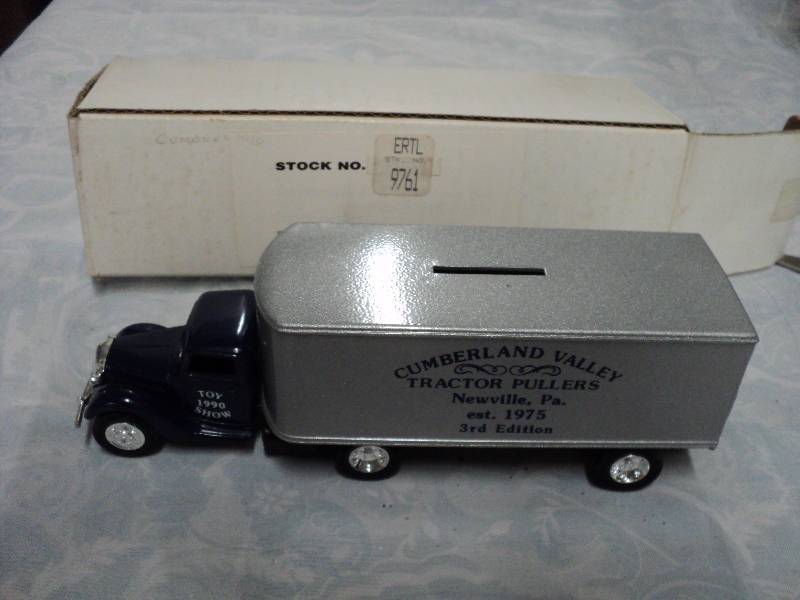 STOCK NO.
ERTL
9761
CUMBERLAND VALLEY
TRACTOR PULLERS
Newville, Pa.
est. 1975
3rd Edition
TOY
1990
SHOW